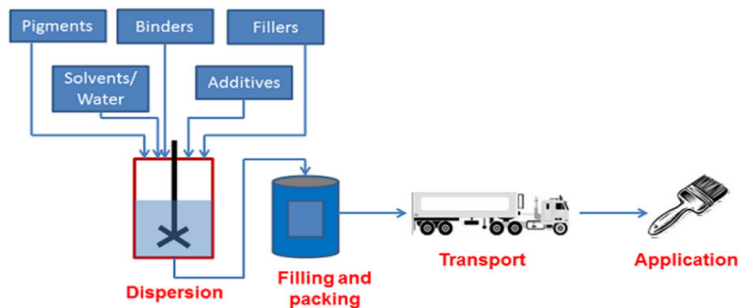 Pigments
Binders
Fillers
Solvents/
Water
Additives
Dispersion
Filling and
packing
Transport
Application